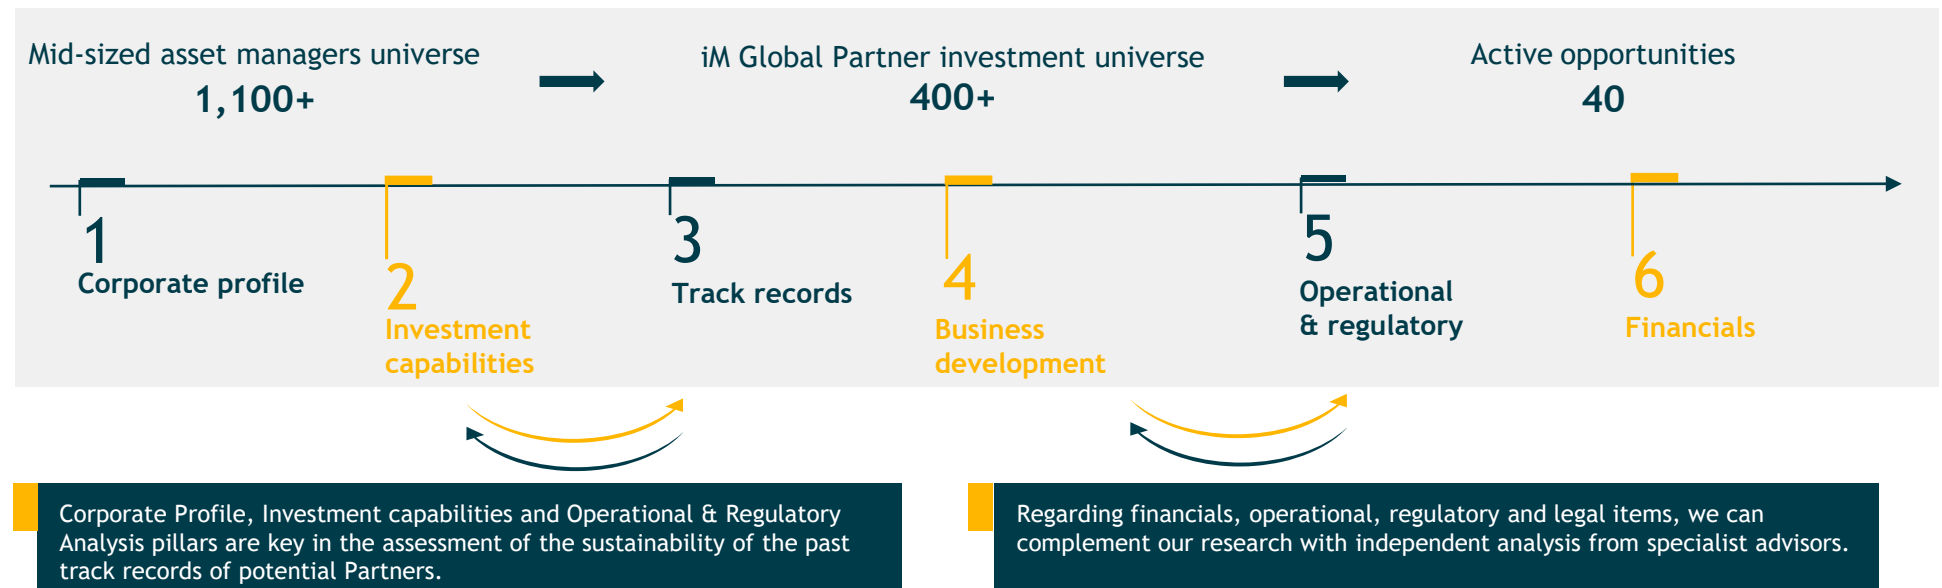 Mid-sized asset managers universe
1,100+
iM Global Partner investment universe
400+
Active opportunities
40
1
Corporate profile
2
Investment
capabilities
3
Track records
4
Business
development
5
Operational
& regulatory
6
Financials
Corporate Profile, Investment capabilities and Operational & Regulatory
Analysis pillars are key in the assessment of the sustainability of the past
track records of potential Partners.
Regarding financials, operational, regulatory and legal items, we can
complement our research with independent analysis from specialist advisors.